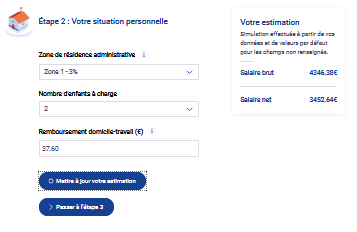 Étape 2 : Votre situation personnelle
Zone de résidence administrative i
Zone 1 - 3%
Nombre d'enfants à charge
2
Remboursement domicile-travail (€) i
37.60
Mettre à jour votre estimation
Passer à l'étape 3
Votre estimation
Simulation effectuée à partir de vos
données et de valeurs par défaut
pour les champs non renseignés.
Salaire brut 4346.38€
Salaire net 3452.64€